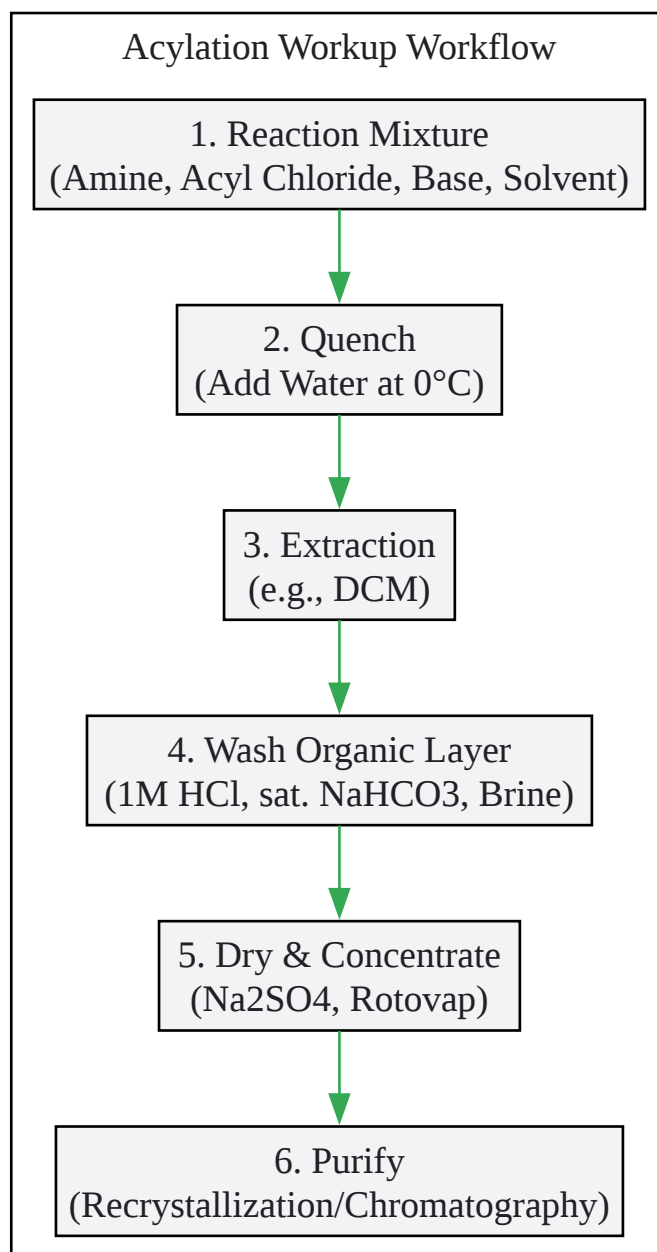 Acylation Workup Workflow
1. Reaction Mixture
(Amine, Acyl Chloride, Base, Solvent)
2. Quench
(Add Water at 0°C)
3. Extraction
(e.g., DCM)
4. Wash Organic Layer
(1M HCl, sat. NaHCO3, Brine)
5. Dry & Concentrate
(Na2SO4, Rotovap)
6. Purify
(Recrystallization/Chromatography)